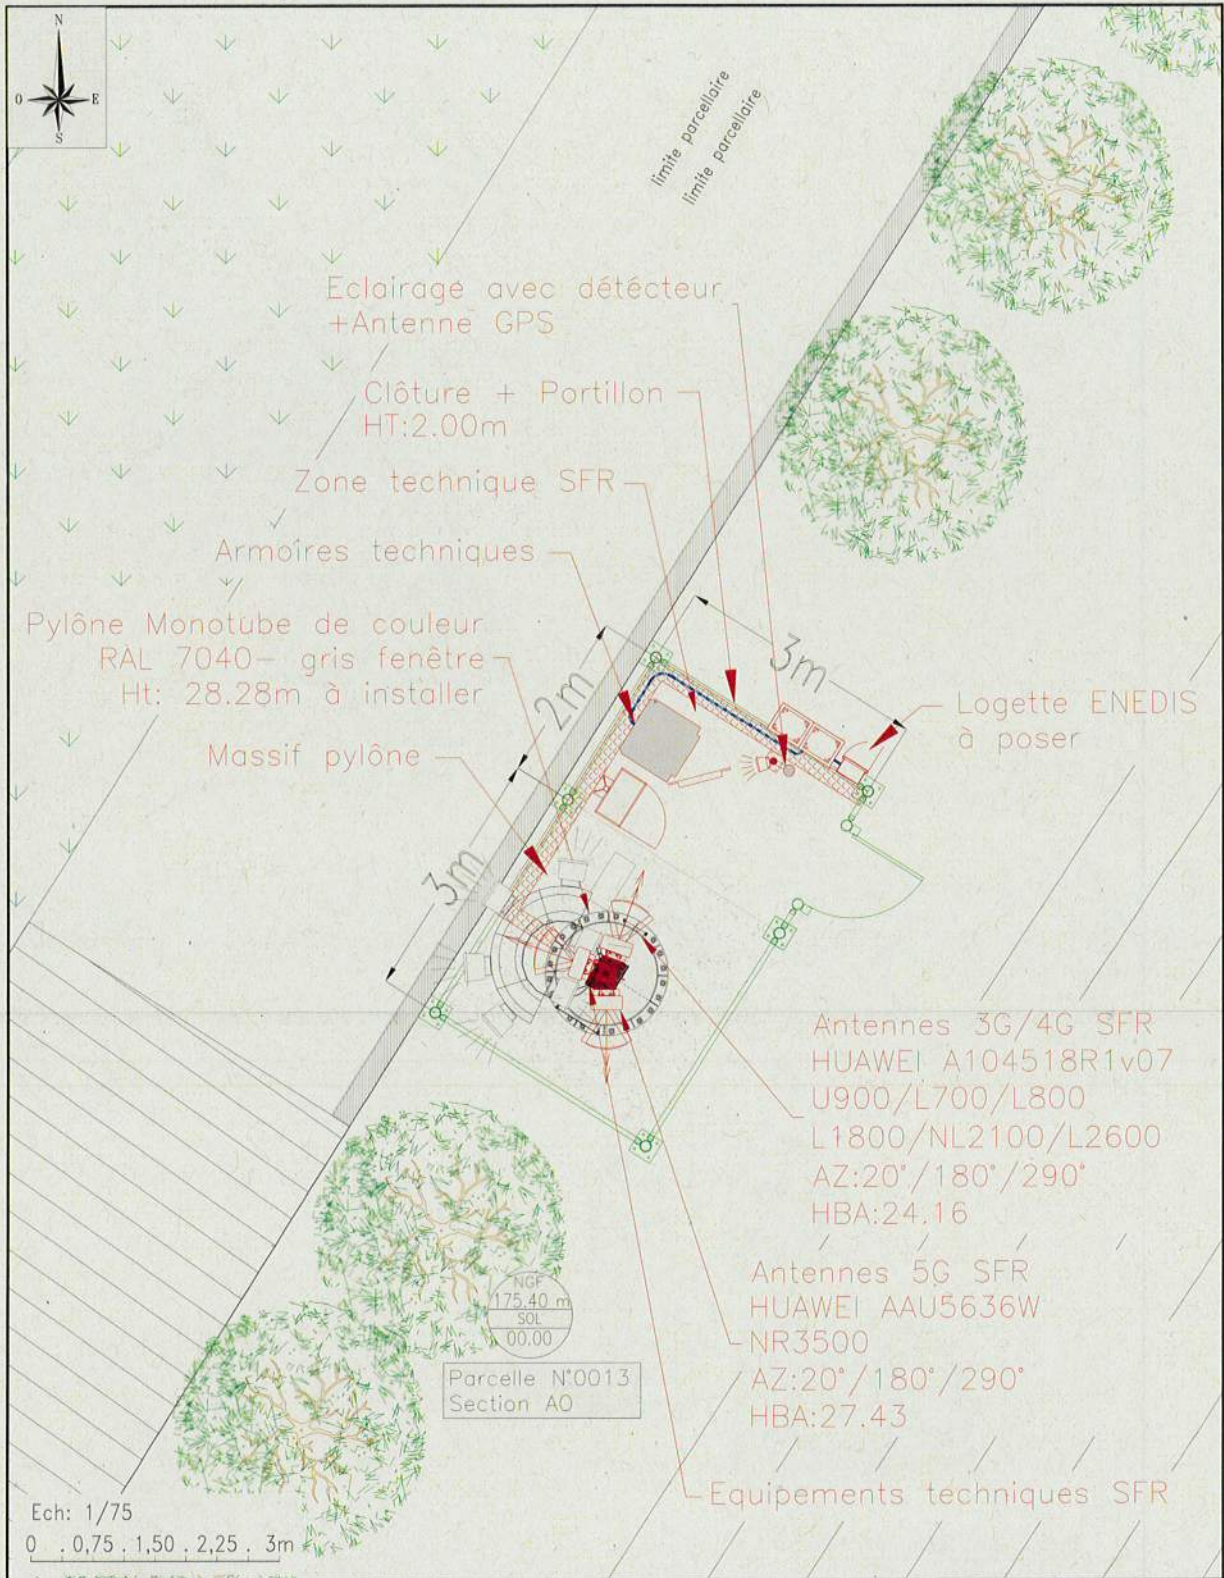 N
O
E
S
limite parcellaire
limite parcellaire
Eclairage avec détécteur
+Antenne GPS
Clôture + Portillon
HT:2.00m
Zone technique SFR
Armoires techniques
Pylône Monotube de couleur
RAL 7040- gris fenêtre
Ht: 28.28m à installer
Massif pylône
2m
3m
3m
Logette ENEDIS
à poser
Antennes 3G/4G SFR
HUAWEI A104518R1v07
U900/L700/L800
L1800/NL2100/L2600
AZ:20°/180°/290°
HBA:24.16
Antennes 5G SFR
HUAWEI AAU5636W
NR3500
AZ:20°/180°/290°
HBA:27.43
Equipements techniques SFR
NGF
175.40 m
SOL
00.00
Parcelle N°0013
Section AO
Ech: 1/75
0 . 0,75 . 1,50 . 2,25 . 3m